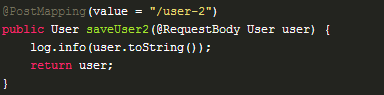 @PostMapping(value = "/user-2")
public User saveUser2(@RequestBody User user) {
    log.info(user.toString());
    return user;
}